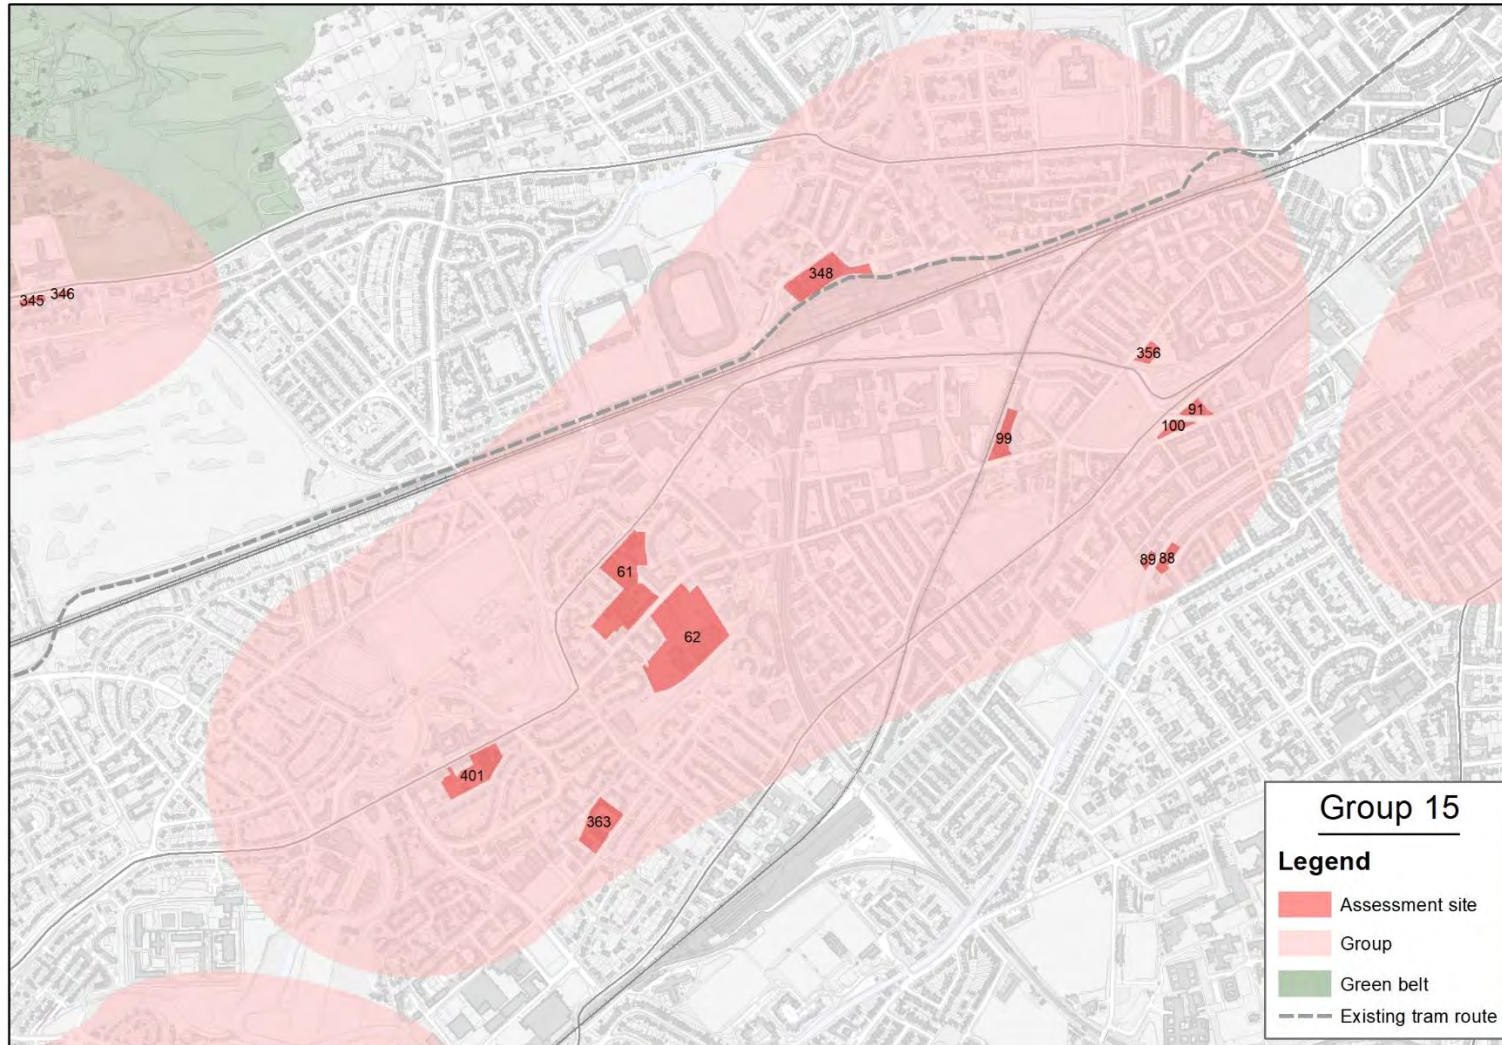 348
345
346
356
91
100
99
89
88
61
62
401
363
Group 15
Legend
Assessment site
Group
Green belt
Existing tram route